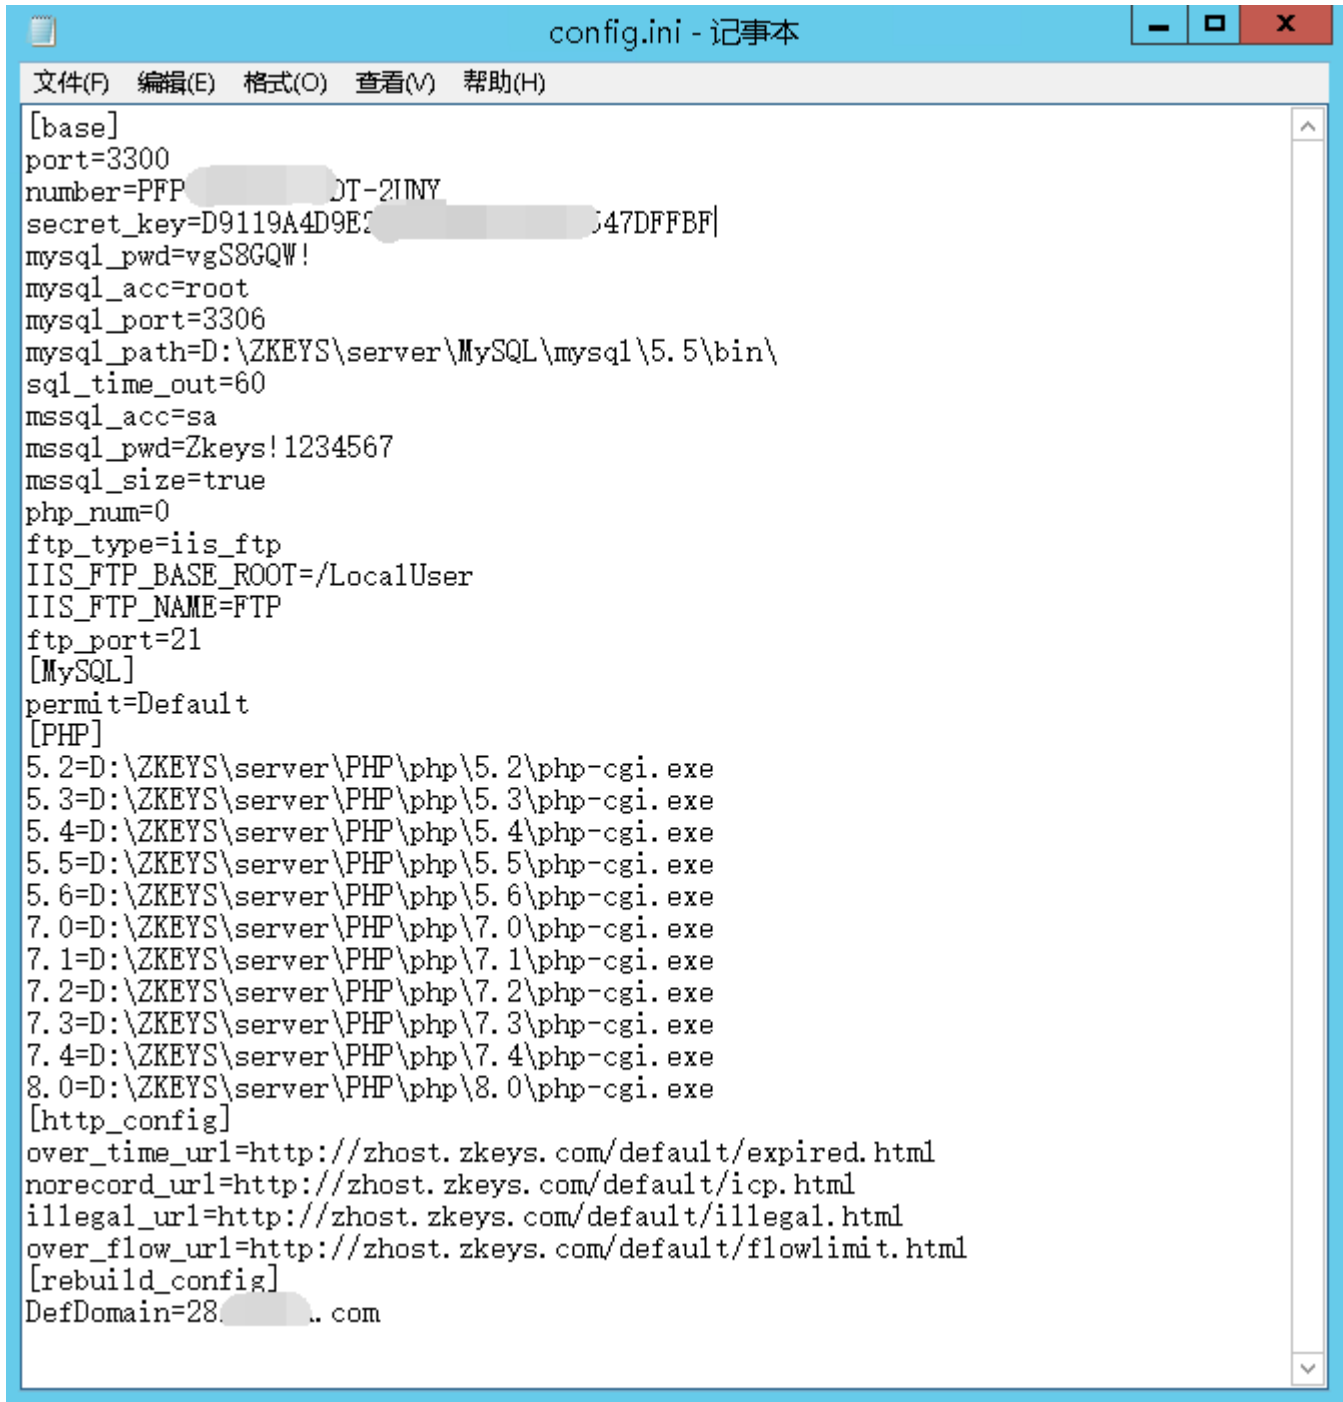 config.ini - 记事本
文件(F) 编辑(E) 格式(O) 查看(V) 帮助(H)
[base]
port=3300
number=PFP DT-2UNY
secret_key=D9119A4D9E2 547DFFBF
mysql_pwd=vgS8GQW!
mysql_acc=root
mysql_port=3306
mysql_path=D:\ZKEYS\server\MySQL\mysql\5.5\bin\
sql_time_out=60
mssql_acc=sa
mssql_pwd=Zkeys!1234567
mssql_size=true
php_num=0
ftp_type=iis_ftp
IIS_FTP_BASE_ROOT=/LocalUser
IIS_FTP_NAME=FTP
ftp_port=21
[MySQL]
permit=Default
[PHP]
5.2=D:\ZKEYS\server\PHP\php\5.2\php-cgi.exe
5.3=D:\ZKEYS\server\PHP\php\5.3\php-cgi.exe
5.4=D:\ZKEYS\server\PHP\php\5.4\php-cgi.exe
5.5=D:\ZKEYS\server\PHP\php\5.5\php-cgi.exe
5.6=D:\ZKEYS\server\PHP\php\5.6\php-cgi.exe
7.0=D:\ZKEYS\server\PHP\php\7.0\php-cgi.exe
7.1=D:\ZKEYS\server\PHP\php\7.1\php-cgi.exe
7.2=D:\ZKEYS\server\PHP\php\7.2\php-cgi.exe
7.3=D:\ZKEYS\server\PHP\php\7.3\php-cgi.exe
7.4=D:\ZKEYS\server\PHP\php\7.4\php-cgi.exe
8.0=D:\ZKEYS\server\PHP\php\8.0\php-cgi.exe
[http_config]
over_time_url=http://zhost.zkeys.com/default/expired.html
norecord_url=http://zhost.zkeys.com/default/icp.html
illegal_url=http://zhost.zkeys.com/default/illegal.html
over_flow_url=http://zhost.zkeys.com/default/flowlimit.html
[rebuild_config]
DefDomain=28 .com